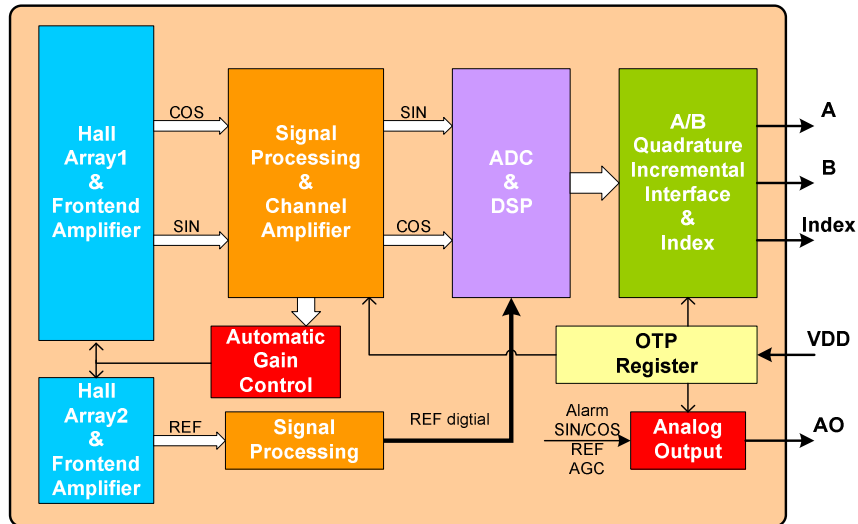 Hall
Array1
&
Frontend
Amplifier
COS
SIN
Signal
Processing
&
Channel
Amplifier
SIN
COS
ADC
&
DSP
A/B
Quadrature
Incremental
Interface
&
Index
A
B
Index
Automatic
Gain
Control
OTP
Register
VDD
Hall
Array2
&
Frontend
Amplifier
REF
Signal
Processing
REF digtial
Alarm
SIN/COS
REF
AGC
Analog
Output
AO